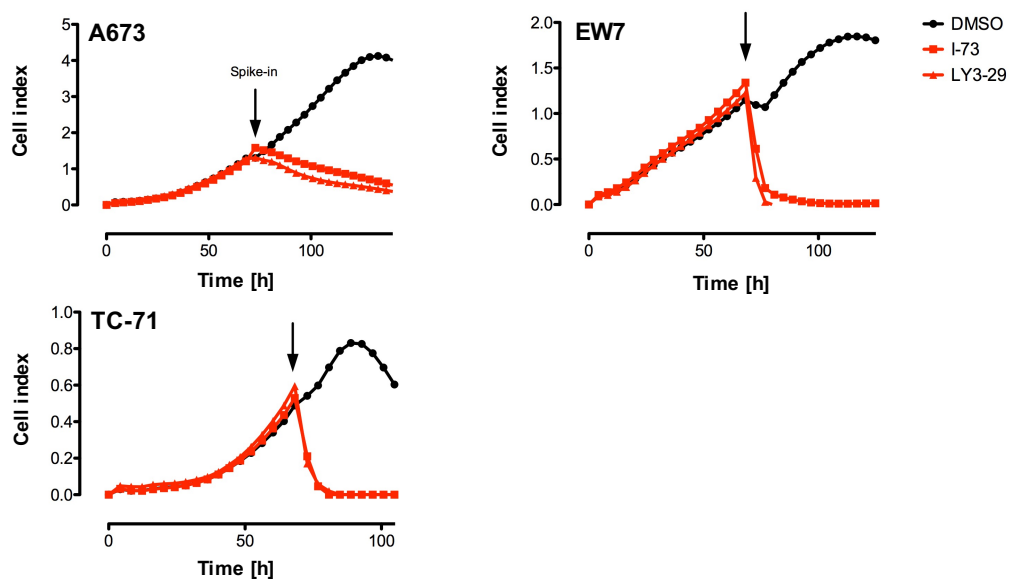 A673
5
4
3
2
1
0
Cell index
Spike-in
0
50
100
Time [h]
EW7
2.0
1.5
1.0
0.5
0.0
Cell index
0
50
100
Time [h]
DMSO
I-73
LY3-29
TC-71
1.0
0.8
0.6
0.4
0.2
0.0
Cell index
0
50
100
Time [h]